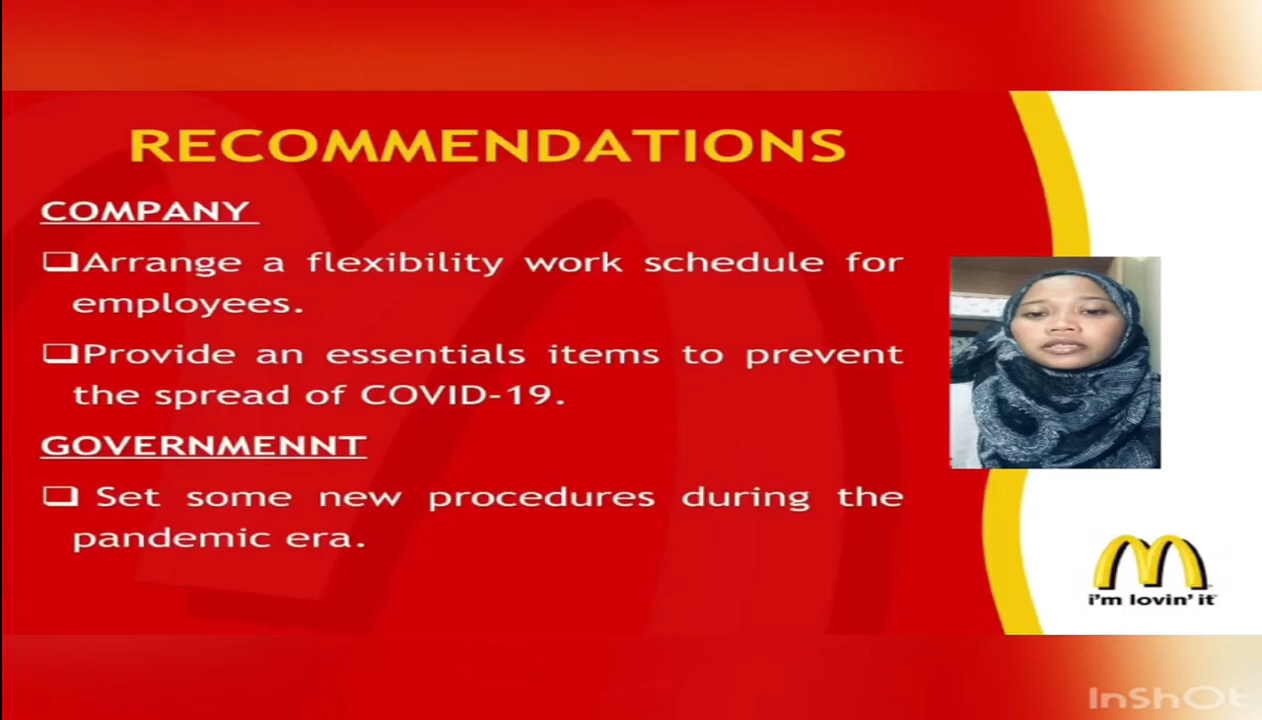 RECOMMENDATIONS
COMPANY
Arrange a flexibility work schedule for
employees.
Provide an essentials items to prevent
the spread of COVID-19.
GOVERNMENNT
Set some new procedures during the
pandemic era.
i'm lovin' it
InShOt